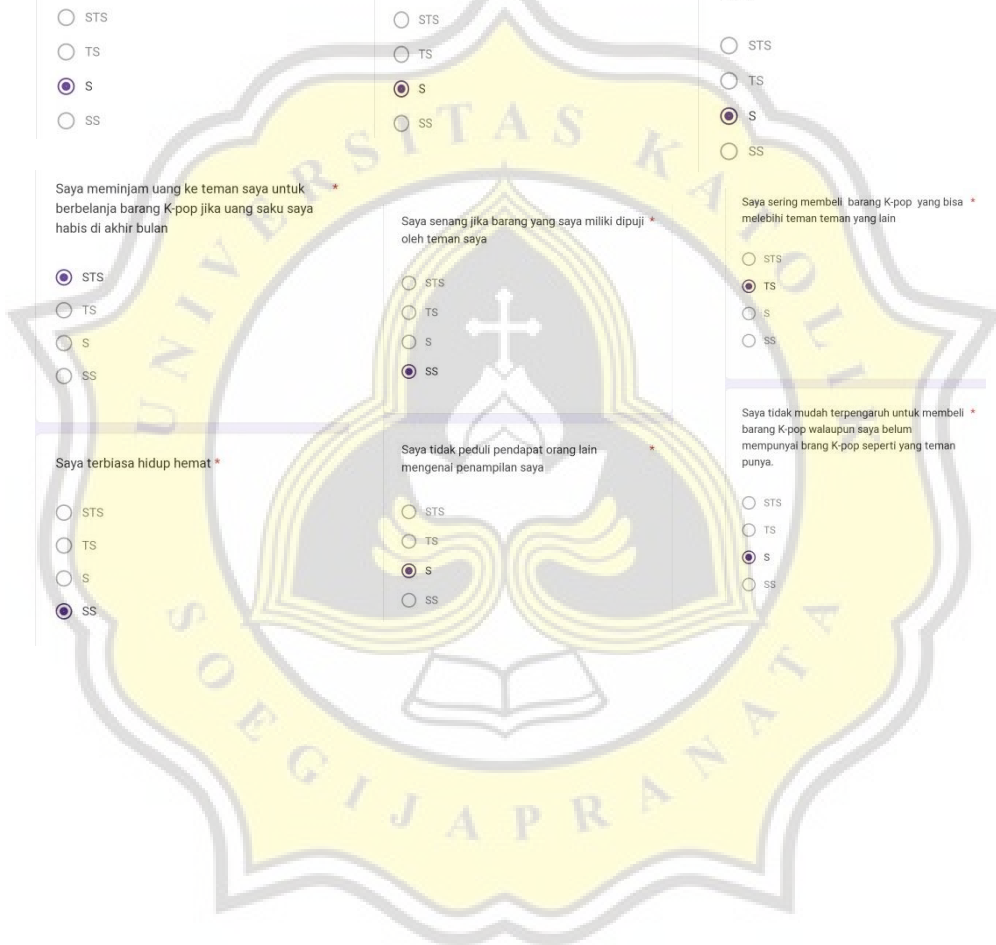 STS
TS
S
SS
Saya meminjam uang ke teman saya untuk *
berbelanja barang K-pop jika uang saku saya
habis di akhir bulan
STS
TS
S
SS
Saya terbiasa hidup hemat *
STS
TS
S
SS
STS
TS
S
SS
Saya senang jika barang yang saya miliki dipuji *
oleh teman saya
STS
TS
S
SS
Saya tidak peduli pendapat orang lain *
mengenai penampilan saya
STS
TS
S
SS
STS
TS
S
SS
Saya sering membeli barang K-pop yang bisa *
melebihi teman teman yang lain
STS
TS
S
SS
Saya tidak mudah terpengaruh untuk membeli *
barang K-pop walaupun saya belum
mempunyai brang K-pop seperti yang teman
punya.
STS
TS
S
SS
UNIVERSITAS KATOLIK
SOEGIJAPRANATA